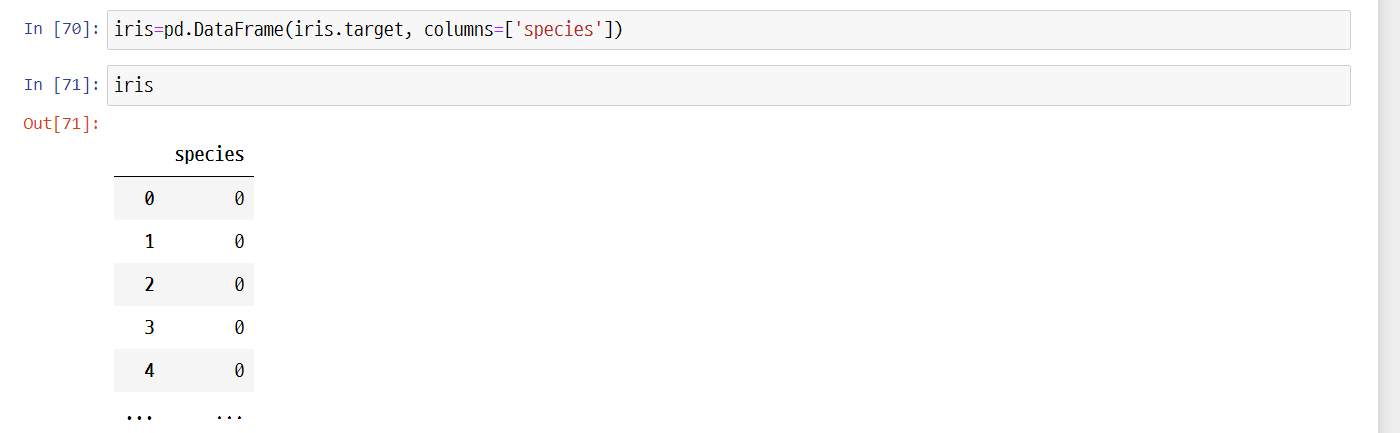 In [70]: iris=pd.DataFrame(iris.target, columns=['species'])
In [71]: iris
Out[71]:
species
0 0
1 0
2 0
3 0
4 0
... ...